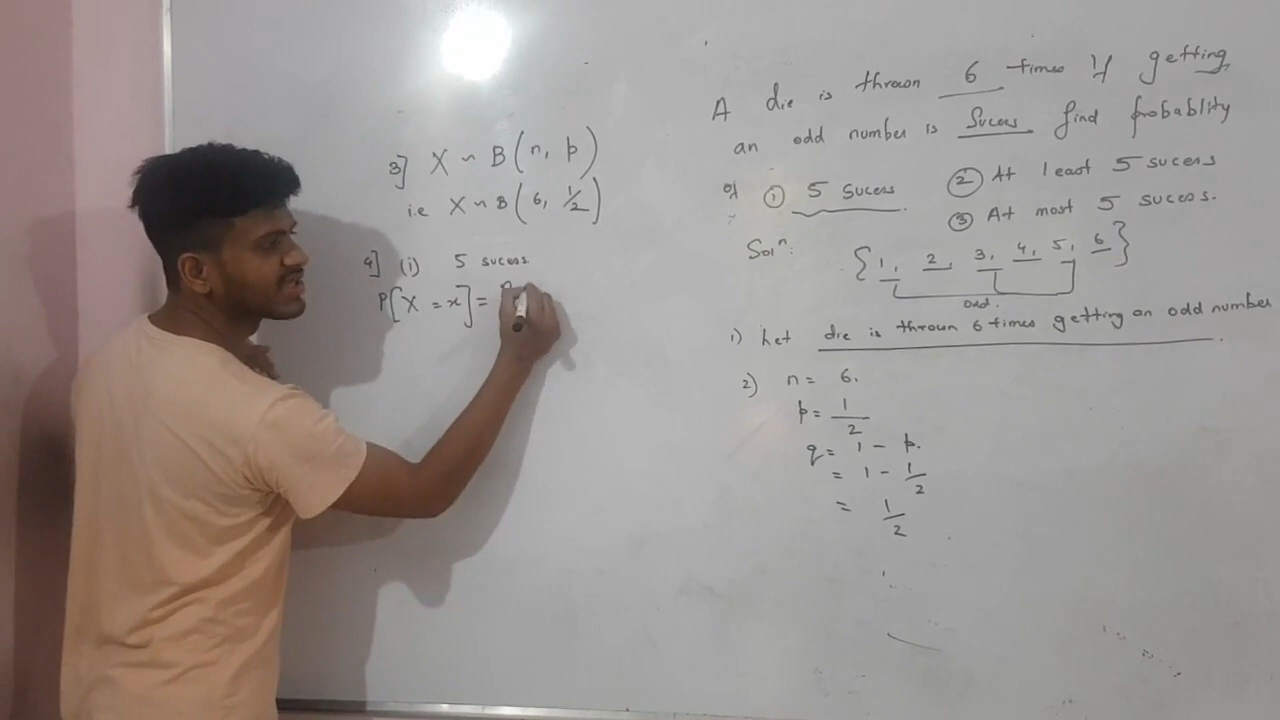 A die is thrown 6 times If getting
an odd number is Sucess find probablity
of ① 5 Sucess ② At least 5 sucess
③ At most 5 sucess.
Solⁿ: {1, 2, 3, 4, 5, 6}
odd.
1) Let die is thrown 6 times getting an odd number
2) n = 6.
p = 1/2
q = 1 - p.
= 1 - 1/2
= 1/2
3] X ~ B(n, p)
i.e X ~ B(6, 1/2)
4] (i) 5 sucess.
P[X = x] = n